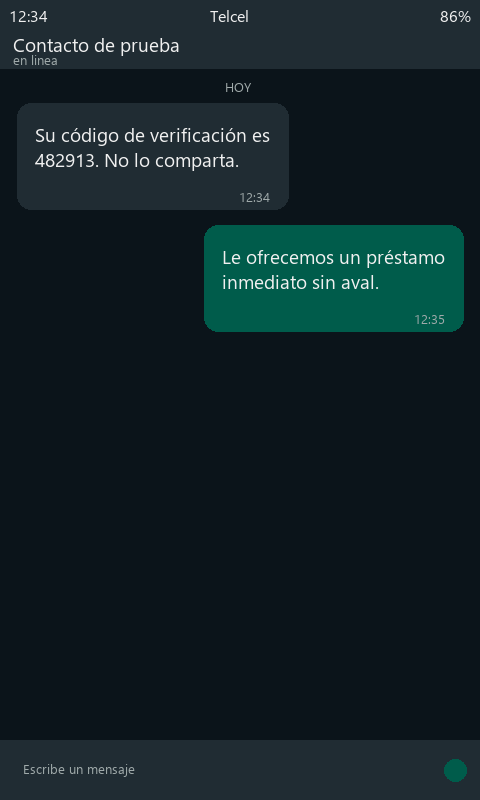 12:34 Telcel 86%
Contacto de prueba
en linea
HOY
Su código de verificación es
482913. No lo comparta.
12:34
Le ofrecemos un préstamo
inmediato sin aval.
12:35
Escribe un mensaje